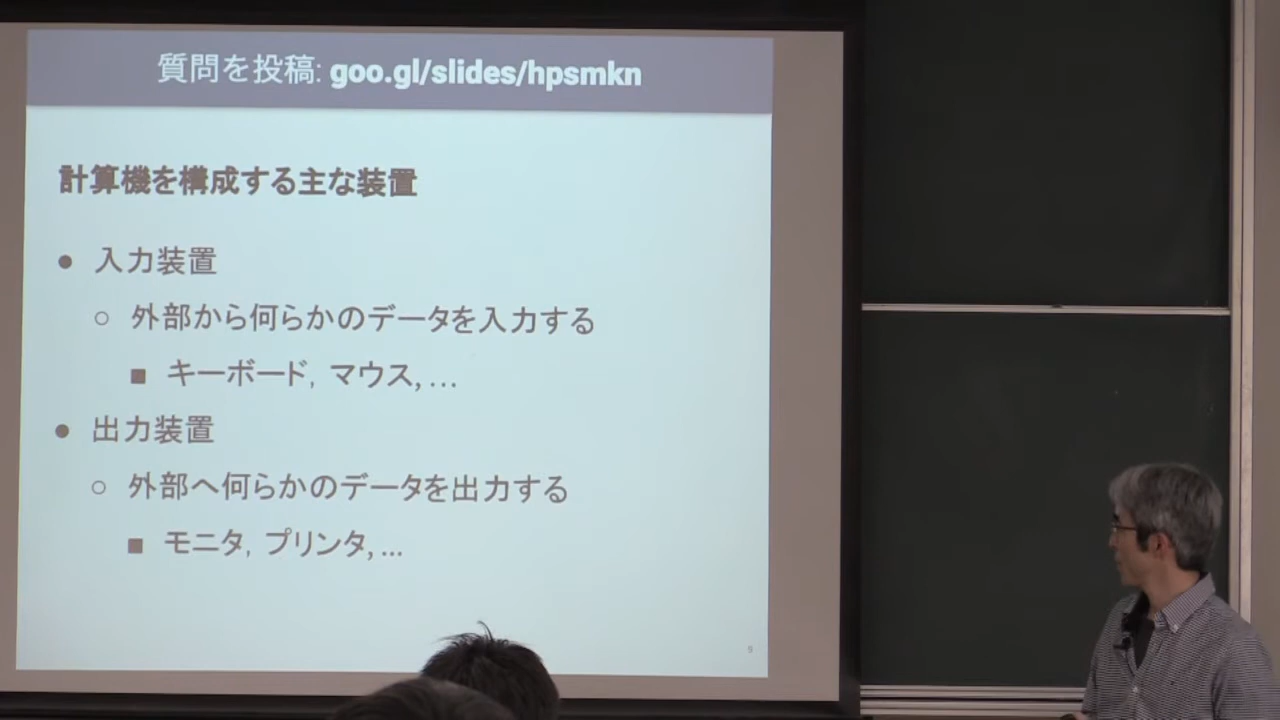 質問を投稿: goo.gl/slides/hpsmkn
計算機を構成する主な装置
● 入力装置
○ 外部から何らかのデータを入力する
■ キーボード, マウス, ...
● 出力装置
○ 外部へ何らかのデータを出力する
■ モニタ, プリンタ, ...
9